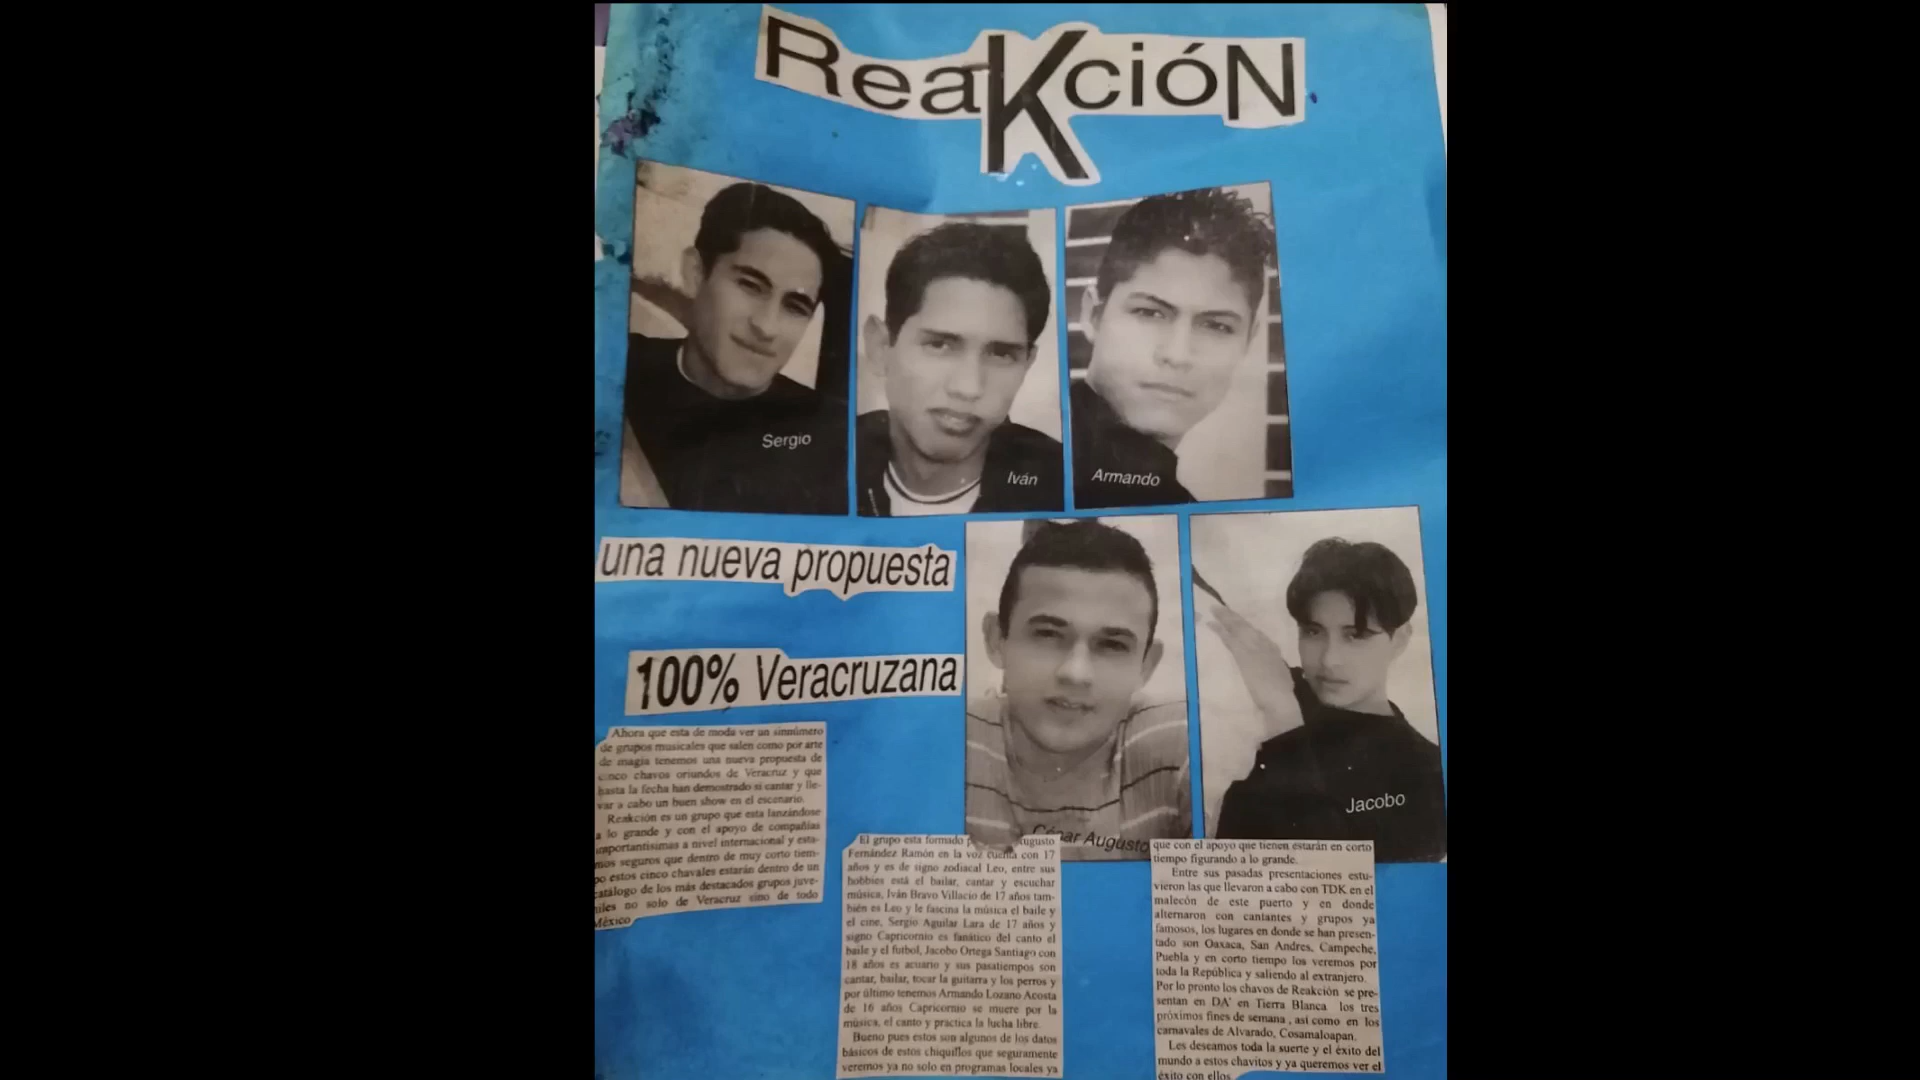 ReaKcióN
Sergio
Iván
Armando
una nueva propuesta
100% Veracruzana
César Augusto
Jacobo
Ahora que esta de moda ver un sinnúmero
de grupos musicales que salen como por arte
de magia tenemos una nueva propuesta de
cinco chavos oriundos de Veracruz y que
hasta la fecha han demostrado si cantar y lle-
var a cabo un buen show en el escenario.
Reakción es un grupo que esta lanzándose
a lo grande y con el apoyo de compañías
importantísimas a nivel internacional y esta-
mos seguros que dentro de muy corto tiem-
po estos cinco chavales estarán dentro de un
catálogo de los más destacados grupos juve-
niles no solo de Veracruz sino de todo
México
El grupo esta formado Augusto
Fernández Ramón en la voz cuenta con 17
años y es de signo zodiacal Leo, entre sus
hobbies está el bailar, cantar y escuchar
música, Iván Bravo Villacio de 17 años tam-
bién es Leo y le fascina la música el baile y
el cine, Sergio Aguilar Lara de 17 años y
signo Capricornio es fanático del canto el
baile y el futbol, Jacobo Ortega Santiago con
18 años es acuario y sus pasatiempos son
cantar, bailar, tocar la guitarra y los perros y
por último tenemos Armando Lozano Acosta
de 16 años Capricornio se muere por la
música, el canto y practica la lucha libre.
Bueno pues estos son algunos de los datos
básicos de estos chiquillos que seguramente
veremos ya no solo en programas locales ya
que con el apoyo que tienen estarán en corto
tiempo figurando a lo grande.
Entre sus pasadas presentaciones estu-
vieron las que llevaron a cabo con TDK en el
malecón de este puerto y en donde
alternaron con cantantes y grupos ya
famosos, los lugares en donde se han presen-
tado son Oaxaca, San Andres, Campeche,
Puebla y en corto tiempo los veremos por
toda la República y saliendo al extranjero.
Por lo pronto los chavos de Reakción se pre-
sentan en DA' en Tierra Blanca los tres
próximos fines de semana , así como en los
carnavales de Alvarado, Cosamaloapan.
Les deseamos toda la suerte y el éxito del
mundo a estos chavitos y ya queremos ver el
éxito con ellos